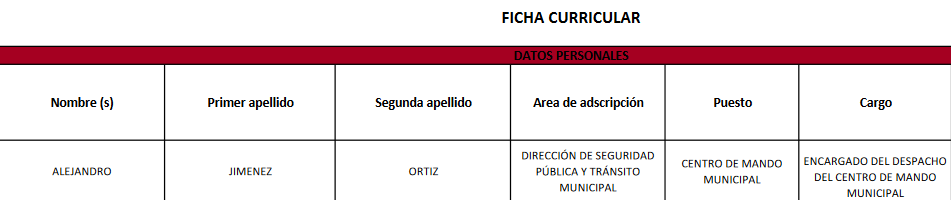 FICHA CURRICULAR
DATOS PERSONALES
Nombre (s) Primer apellido Segunda apellido Area de adscripción Puesto Cargo
ALEJANDRO JIMENEZ ORTIZ DIRECCIÓN DE SEGURIDAD PÚBLICA Y TRÁNSITO MUNICIPAL CENTRO DE MANDO MUNICIPAL ENCARGADO DEL DESPACHO DEL CENTRO DE MANDO MUNICIPAL